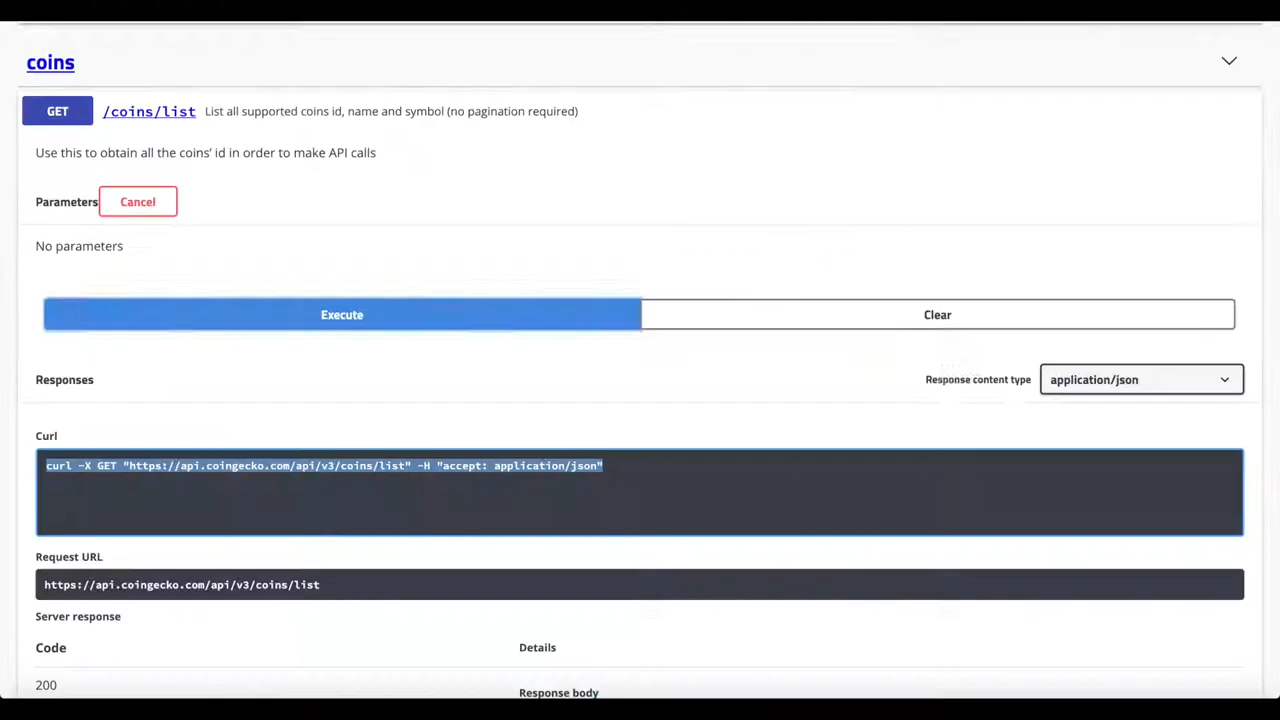 coins
GET /coins/list List all supported coins id, name and symbol (no pagination required)
Use this to obtain all the coins' id in order to make API calls
Parameters Cancel
No parameters
Execute Clear
Responses Response content type application/json
Curl
curl -X GET "https://api.coingecko.com/api/v3/coins/list" -H "accept: application/json"
Request URL
https://api.coingecko.com/api/v3/coins/list
Server response
Code Details
200
Response body